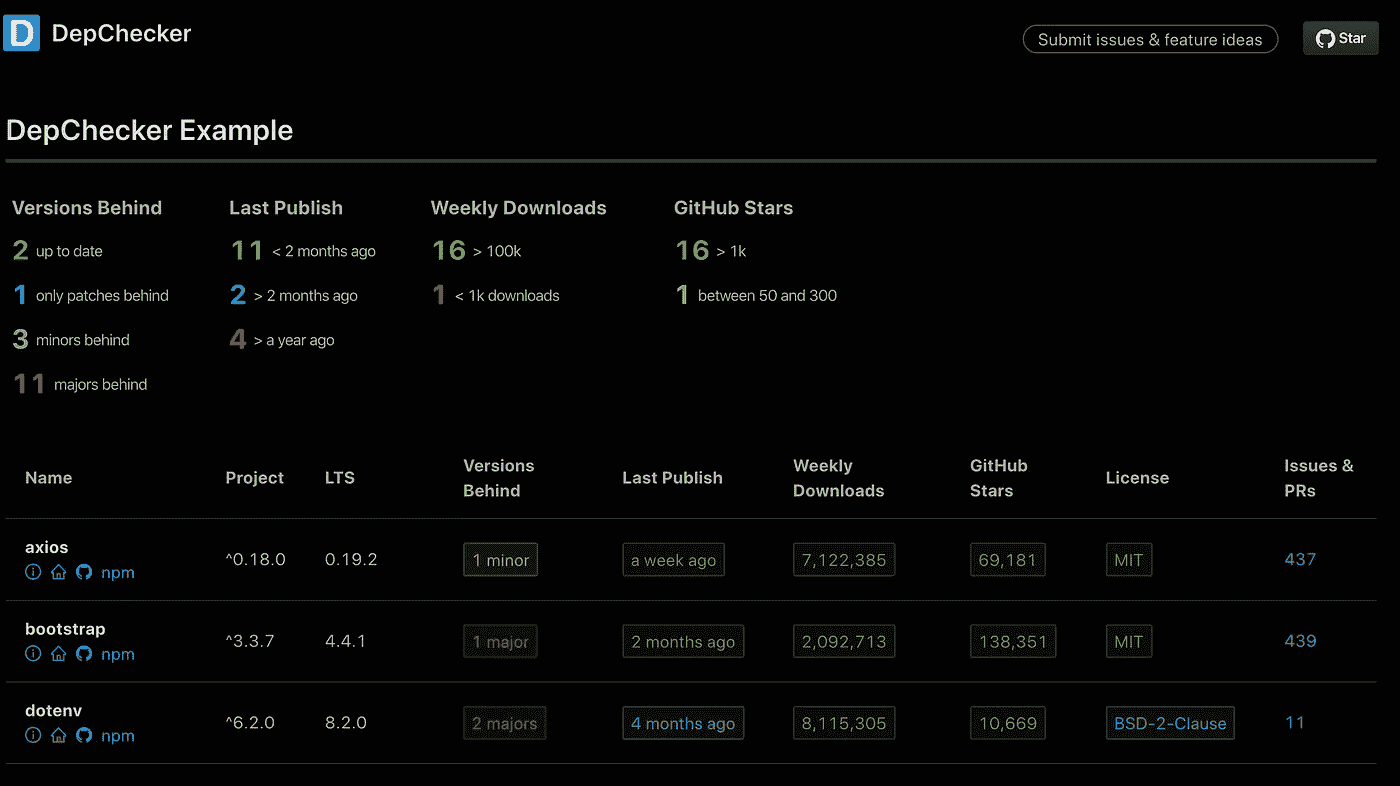 D DepChecker
Submit issues & feature ideas
Star
DepChecker Example
Versions Behind
2 up to date
1 only patches behind
3 minors behind
11 majors behind
Last Publish
11 < 2 months ago
2 > 2 months ago
4 > a year ago
Weekly Downloads
16 > 100k
1 < 1k downloads
GitHub Stars
16 > 1k
1 between 50 and 300
Name Project LTS Versions Behind Last Publish Weekly Downloads GitHub Stars License Issues & PRs
axios ^0.18.0 0.19.2 1 minor a week ago 7,122,385 69,181 MIT 437
npm
bootstrap ^3.3.7 4.4.1 1 major 2 months ago 2,092,713 138,351 MIT 439
npm
dotenv ^6.2.0 8.2.0 2 majors 4 months ago 8,115,305 10,669 BSD-2-Clause 11
npm